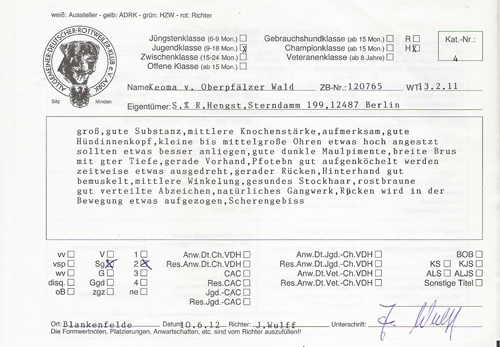 weiß: Aussteller - gelb: ADRK - grün: HZW - rot: Richter
ALLGEMEINER-DEUTSCHER-ROTTWEILER-KLUB E.V. ADRK
Sitz Minden
Jüngstenklasse (6-9 Mon.)
Jugendklasse (9-18 Mon.) x
Zwischenklasse (15-24 Mon.)
Offene Klasse (ab 15 Mon.)
Gebrauchshundklasse (ab 15 Mon.)
Championklasse (ab 15 Mon.)
Veteranenklasse (ab 8 Jahre)
R
H x
Kat.-Nr.:
4
Name Keoma v. Oberpfälzer Wald ZB-Nr.: 120765 WT 13.2.11
Eigentümer: S.% R.Hengst,Sterndamm 199,12487 Berlin
groß,gute Substanz,mittlere Knochenstärke,aufmerksam,gute
Hündinnenkopf,kleine bis mittelgroße Ohren etwas hoch angestzt
sollten etwas besser anliegen,gute dunkle Maulpimente,breite Brus
mit gter Tiefe,gerade Vorhand,Pfotebn gut aufgenköchelt werden
zeitweise etwas ausgedreht,gerader Rücken,Hinterhand gut
bemuskelt,mittlere Winkelung,gesundes Stockhaar,rostbraune
gut verteilte Abzeichen,natürliches Gangwerk,Rücken wird in der
Bewegung etwas aufgezogen,Scherengebiss
vv V 1 Anw.Dt.Ch.VDH Anw.Dt.Jgd.-Ch.VDH BOB
vsp Sg x 2 x Res.Anw.Dt.Ch.VDH Res.Anw.Dt.Jgd.-Ch.VDH KS KJS
wv G 3 CAC Anw.Dt.-Vet.-Ch.VDH ALS AJLS
disq. Ggd 4 Res.CAC Res.Anw.Dt.-Vet.-Ch.VDH Sonstige Titel
oB zgz ne Jgd.-CAC
Res.Jgd.-CAC
Ort: Blankenfelde Datum 10.6.12 Richter: J.Wulff Unterschrift: J. Wulff
Die Formwertnoten, Platzierungen, Anwartschaften, etc. sind vom Richter auszufüllen!!